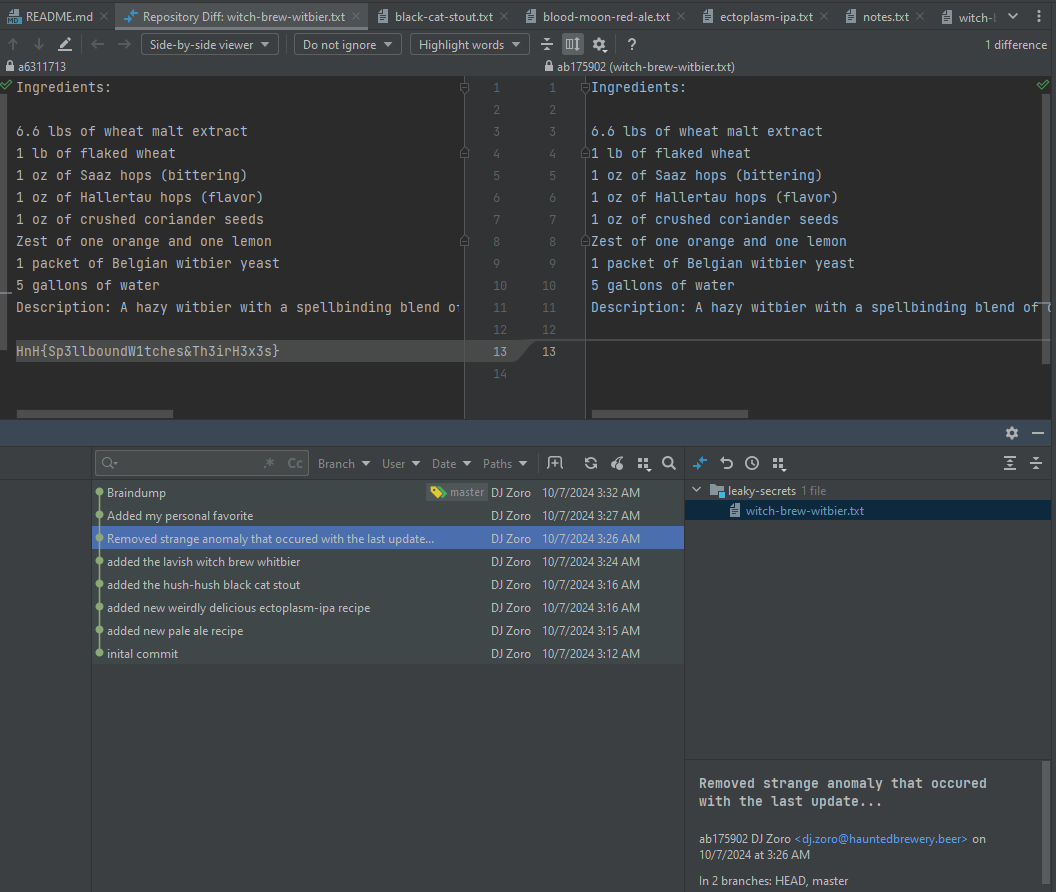 README.md
Repository Diff: witch-brew-witbier.txt
black-cat-stout.txt
blood-moon-red-ale.txt
ectoplasm-ipa.txt
notes.txt
witch-
Side-by-side viewer
Do not ignore
Highlight words
?
1 difference
a6311713
ab175902 (witch-brew-witbier.txt)
Ingredients:
6.6 lbs of wheat malt extract
1 lb of flaked wheat
1 oz of Saaz hops (bittering)
1 oz of Hallertau hops (flavor)
1 oz of crushed coriander seeds
Zest of one orange and one lemon
1 packet of Belgian witbier yeast
5 gallons of water
Description: A hazy witbier with a spellbinding blend of
HnH{Sp3llboundW1tches&Th3irH3x3s}
1 1
2 2
3 3
4 4
5 5
6 6
7 7
8 8
9 9
10 10
11 11
12 12
13 13
14
Ingredients:
6.6 lbs of wheat malt extract
1 lb of flaked wheat
1 oz of Saaz hops (bittering)
1 oz of Hallertau hops (flavor)
1 oz of crushed coriander seeds
Zest of one orange and one lemon
1 packet of Belgian witbier yeast
5 gallons of water
Description: A hazy witbier with a spellbinding blend of
.* Cc
Branch
User
Date
Paths
Braindump master DJ Zoro 10/7/2024 3:32 AM
Added my personal favorite DJ Zoro 10/7/2024 3:27 AM
Removed strange anomaly that occured with the last update... DJ Zoro 10/7/2024 3:26 AM
added the lavish witch brew whitbier DJ Zoro 10/7/2024 3:24 AM
added the hush-hush black cat stout DJ Zoro 10/7/2024 3:16 AM
added new weirdly delicious ectoplasm-ipa recipe DJ Zoro 10/7/2024 3:16 AM
added new pale ale recipe DJ Zoro 10/7/2024 3:15 AM
inital commit DJ Zoro 10/7/2024 3:12 AM
leaky-secrets 1 file
witch-brew-witbier.txt
Removed strange anomaly that occured
with the last update...
ab175902 DJ Zoro <dj.zoro@hauntedbrewery.beer> on
10/7/2024 at 3:26 AM
In 2 branches: HEAD, master